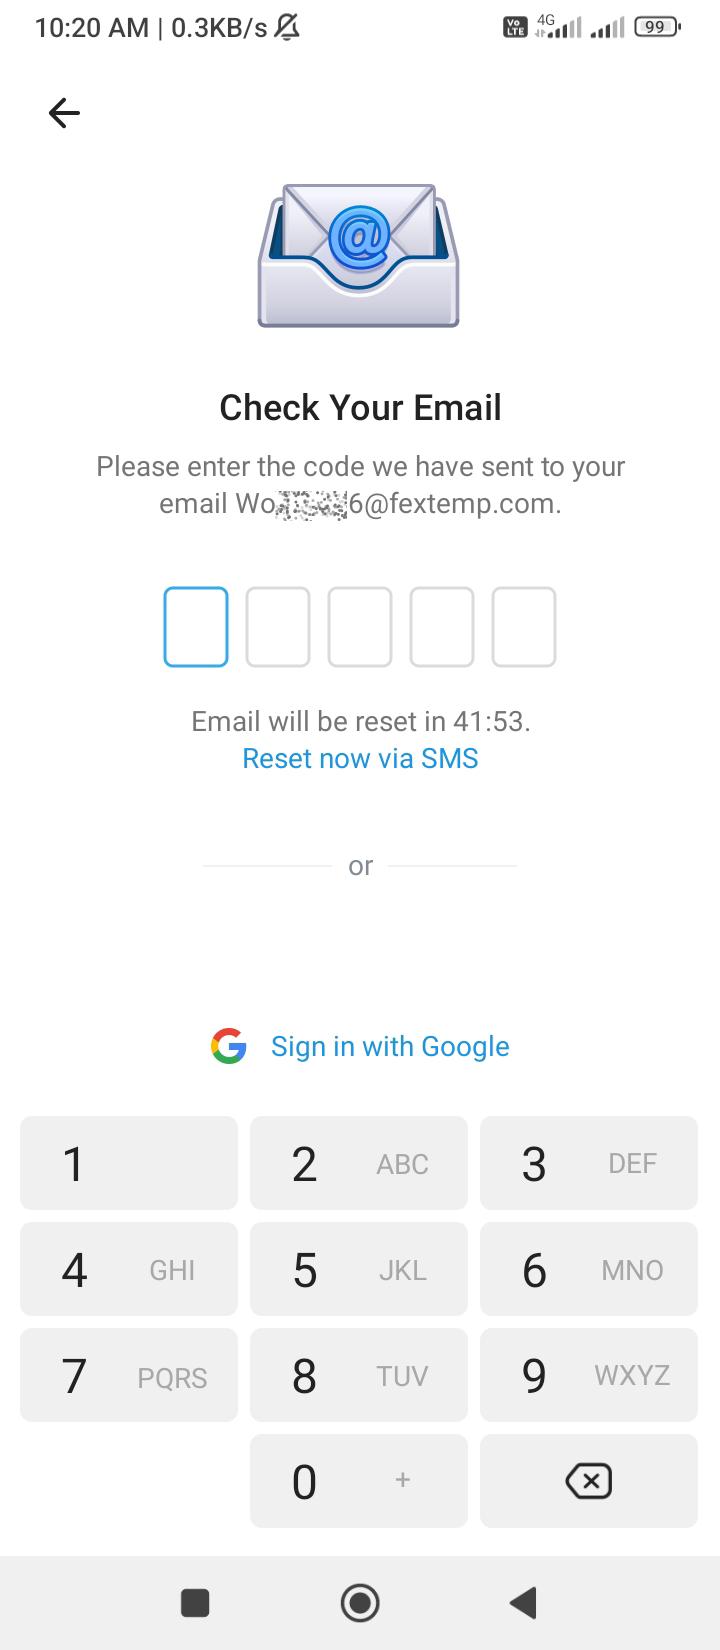 10:20 AM | 0.3KB/s
Vo LTE 4G 99
@
Check Your Email
Please enter the code we have sent to your
email Wo 6@fextemp.com.
Email will be reset in 41:53.
Reset now via SMS
or
Sign in with Google
1 2 ABC 3 DEF
4 GHI 5 JKL 6 MNO
7 PQRS 8 TUV 9 WXYZ
0 +